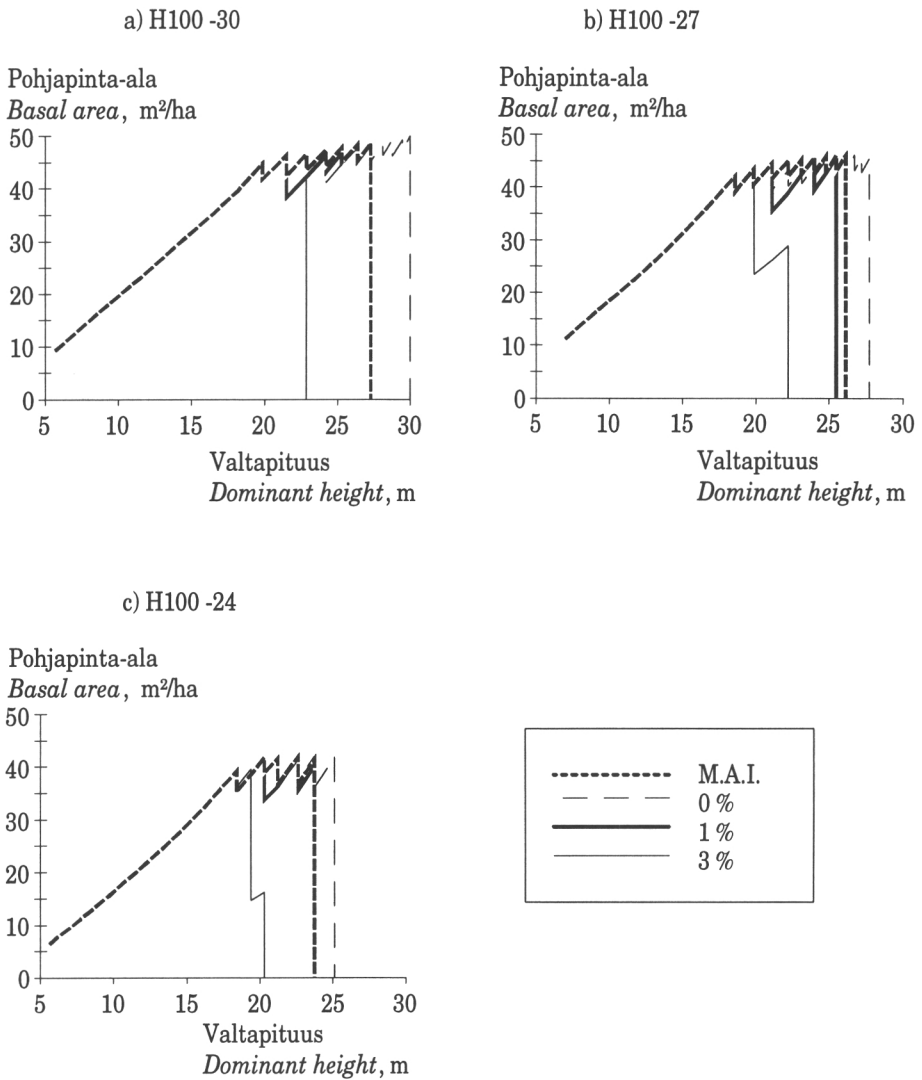 a) H100 -30
Pohjapinta-ala
Basal area, m²/ha
50
40
30
20
10
0
5 10 15 20 25 30
Valtapituus
Dominant height, m
b) H100 -27
Pohjapinta-ala
Basal area, m²/ha
50
40
30
20
10
0
5 10 15 20 25 30
Valtapituus
Dominant height, m
c) H100 -24
Pohjapinta-ala
Basal area, m²/ha
50
40
30
20
10
0
5 10 15 20 25 30
Valtapituus
Dominant height, m
M.A.I.
0 %
1 %
3 %